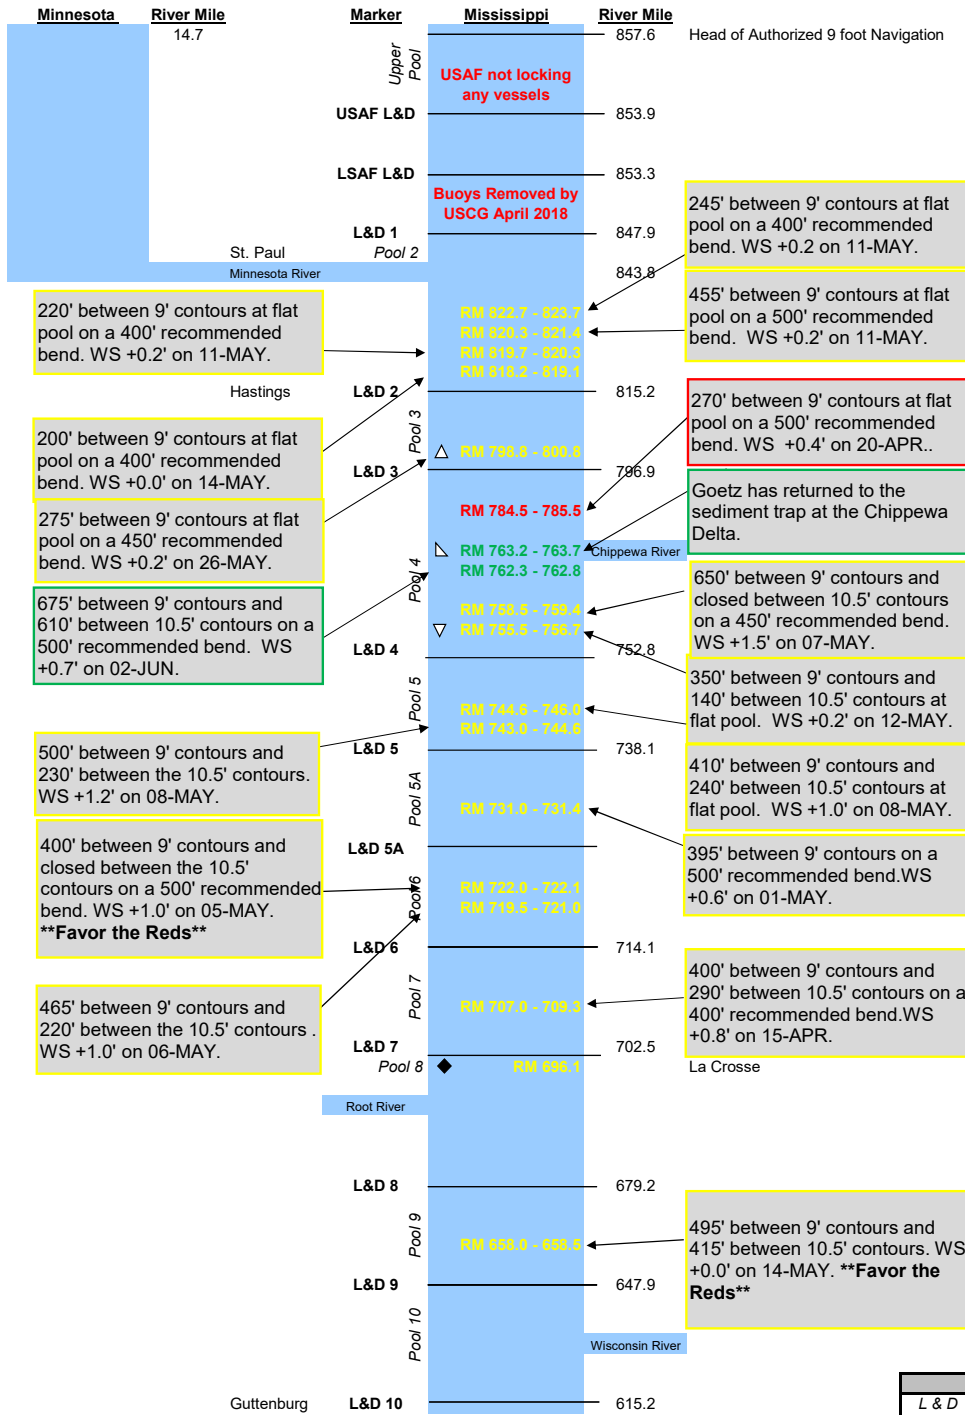 Minnesota River Mile Marker Mississippi River Mile
14.7 857.6 Head of Authorized 9 foot Navigation
Upper
Pool
USAF not locking
any vessels
USAF L&D 853.9
LSAF L&D 853.3
Buoys Removed by
USCG April 2018
L&D 1 847.9
St. Paul Pool 2
Minnesota River 843.8
245' between 9' contours at flat
pool on a 400' recommended
bend. WS +0.2 on 11-MAY.
220' between 9' contours at flat
pool on a 400' recommended
bend. WS +0.2' on 11-MAY.
RM 822.7 - 823.7
RM 820.3 - 821.4
RM 819.7 - 820.3
RM 818.2 - 819.1
455' between 9' contours at flat
pool on a 500' recommended
bend.  WS +0.2' on 11-MAY.
Hastings L&D 2 815.2
Pool 3
200' between 9' contours at flat
pool on a 400' recommended
bend. WS +0.0' on 14-MAY.
270' between 9' contours at flat
pool on a 500' recommended
bend. WS  +0.4' on 20-APR..
RM 798.8 - 800.8
L&D 3 796.9
275' between 9' contours at flat
pool on a 450' recommended
bend. WS +0.2' on 26-MAY.
Goetz has returned to the
sediment trap at the Chippewa
Delta.
RM 784.5 - 785.5
Pool 4
RM 763.2 - 763.7 Chippewa River
RM 762.3 - 762.8
675' between 9' contours and
610' between 10.5' contours on a
500' recommended bend.  WS
+0.7' on 02-JUN.
650' between 9' contours and
closed between 10.5' contours
on a 450' recommended bend.
WS +1.5' on 07-MAY.
RM 758.5 - 759.4
RM 755.5 - 756.7
L&D 4 752.8
350' between 9' contours and
140' between 10.5' contours at
flat pool.  WS +0.2' on 12-MAY.
Pool 5
RM 744.6 - 746.0
RM 743.0 - 744.6
L&D 5 738.1
500' between 9' contours and
230' between the 10.5' contours.
WS +1.2' on 08-MAY.
410' between 9' contours and
240' between 10.5' contours at
flat pool.  WS +1.0' on 08-MAY.
Pool 5A
RM 731.0 - 731.4
L&D 5A
400' between 9' contours and
closed between the 10.5'
contours on a 500' recommended
bend. WS +1.0' on 05-MAY.
**Favor the Reds**
395' between 9' contours on a
500' recommended bend.WS
+0.6' on 01-MAY.
Pool 6
RM 722.0 - 722.1
RM 719.5 - 721.0
L&D 6 714.1
465' between 9' contours and
220' between the 10.5' contours .
WS +1.0' on 06-MAY.
400' between 9' contours and
290' between 10.5' contours on a
400' recommended bend.WS
+0.8' on 15-APR.
Pool 7
RM 707.0 - 709.3
L&D 7 702.5
Pool 8 RM 696.1 La Crosse
Root River
L&D 8 679.2
Pool 9
RM 658.0 - 658.5
495' between 9' contours and
415' between 10.5' contours. WS
+0.0' on 14-MAY. **Favor the
Reds**
L&D 9 647.9
Pool 10
Wisconsin River
Guttenburg L&D 10 615.2
L & D